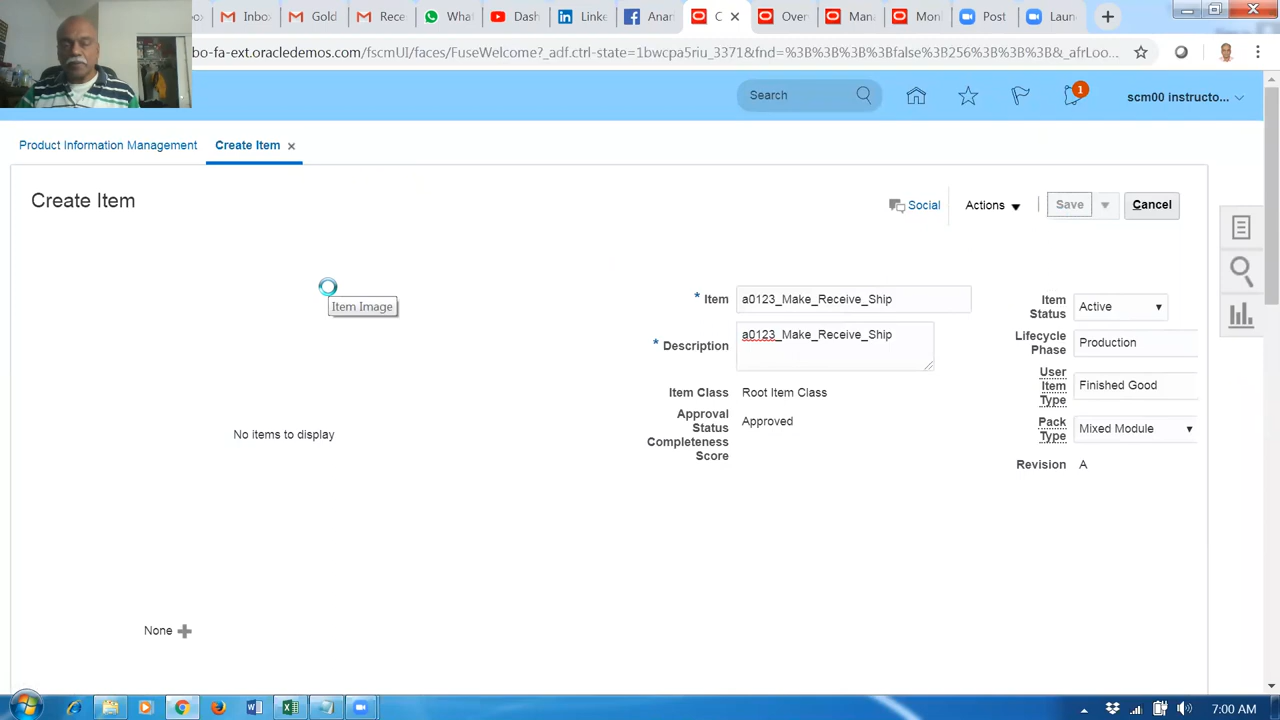 Inbo
Gold
Rece
Wha
Das
Linke
Anar
C
Over
Man
Mor
Post
Laun
bo-fa-ext.oracledemos.com/fscmUI/faces/FuseWelcome?_adf.ctrl-state=1bwcpa5riu_3371&fnd=%3B%3B%3B%3Bfalse%3B256%3B%3B%3B&_afrLoo...
Search
1
scm00 instructo...
Product Information Management
Create Item
Create Item
Social
Actions
Save
Cancel
Item Image
* Item a0123_Make_Receive_Ship
* Description a0123_Make_Receive_Ship
Item Class Root Item Class
Approval Status Approved
Completeness Score
Item Status Active
Lifecycle Phase Production
User Item Type Finished Good
Pack Type Mixed Module
Revision A
No items to display
None
7:00 AM